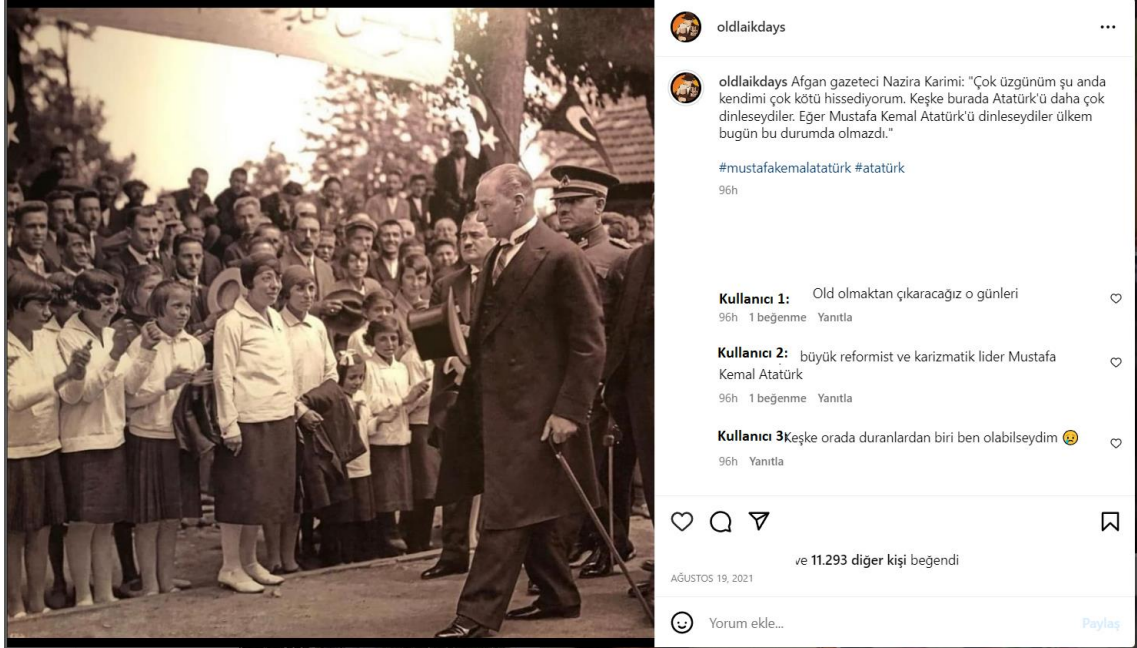 oldlaikdays
oldlaikdays Afgan gazeteci Nazira Karimi: "Çok üzgünüm şu anda
kendimi çok kötü hissediyorum. Keşke burada Atatürk'ü daha çok
dinleseydiler. Eğer Mustafa Kemal Atatürk'ü dinleseydiler ülkem
bugün bu durumda olmazdı."
#mustafakemalatatürk #atatürk
96h
Kullanıcı 1: Old olmaktan çıkaracağız o günleri
96h 1 beğenme Yanıtla
Kullanıcı 2: büyük reformist ve karizmatik lider Mustafa
Kemal Atatürk
96h 1 beğenme Yanıtla
Kullanıcı 3: Keşke orada duranlardan biri ben olabilseydim 😥
96h Yanıtla
ve 11.293 diğer kişi beğendi
AĞUSTOS 19, 2021
Yorum ekle...
Paylaş